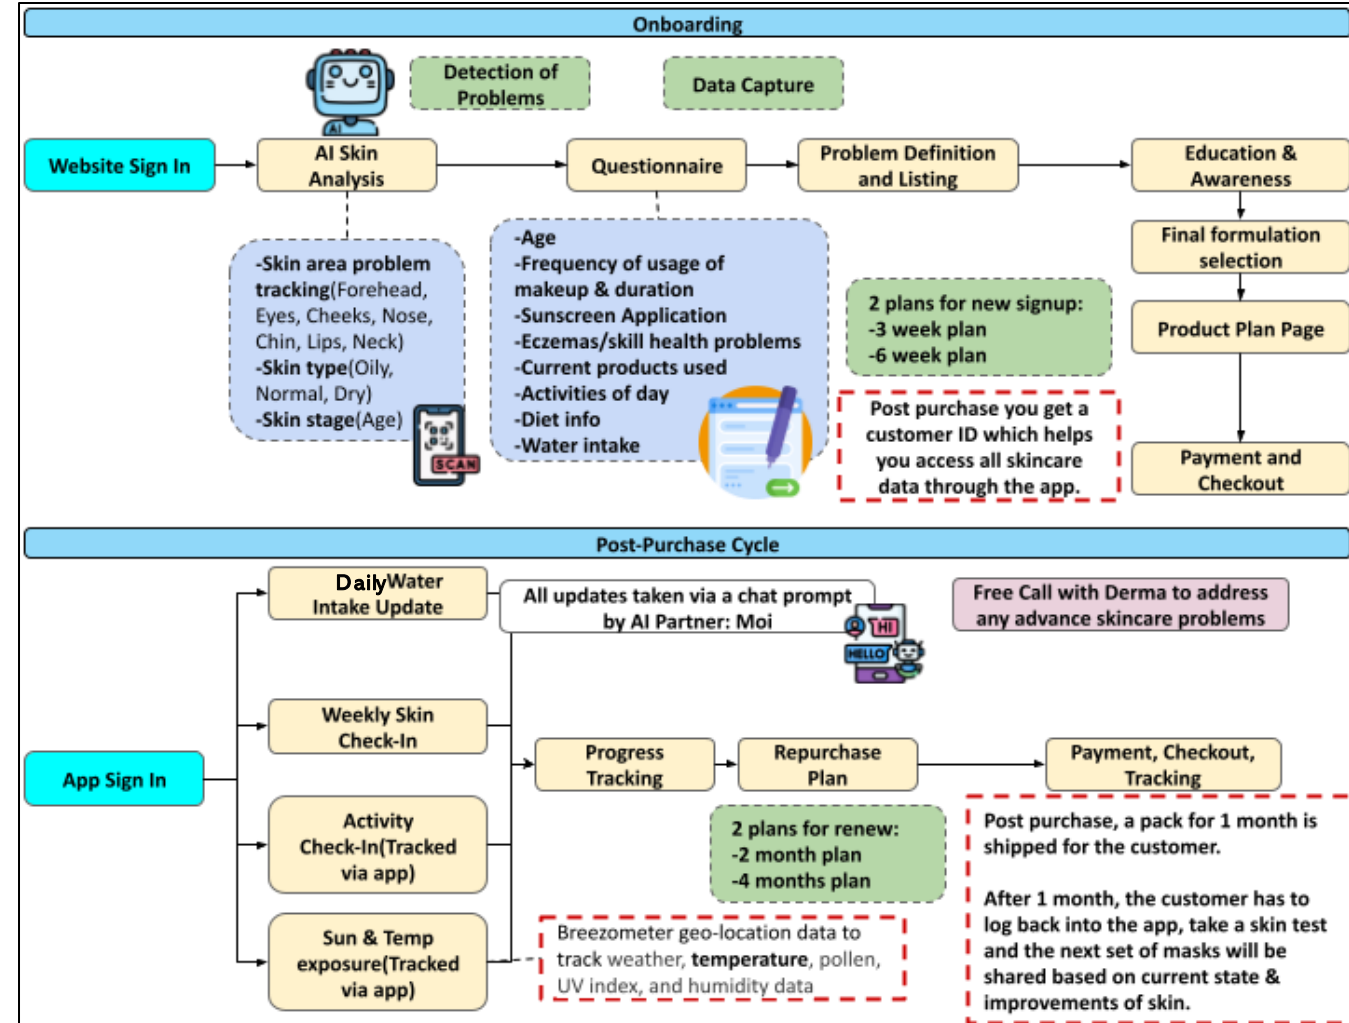 Onboarding
Detection of
Problems
Data Capture
AI
Website Sign In
AI Skin
Analysis
Questionnaire
Problem Definition
and Listing
Education &
Awareness
-Skin area problem
tracking(Forehead,
Eyes, Cheeks, Nose,
Chin, Lips, Neck)
-Skin type(Oily,
Normal, Dry)
-Skin stage(Age)
SCAN
-Age
-Frequency of usage of
makeup & duration
-Sunscreen Application
-Eczemas/skill health problems
-Current products used
-Activities of day
-Diet info
-Water intake
2 plans for new signup:
-3 week plan
-6 week plan
Post purchase you get a
customer ID which helps
you access all skincare
data through the app.
Final formulation
selection
Product Plan Page
Payment and
Checkout
Post-Purchase Cycle
Daily Water
Intake Update
All updates taken via a chat prompt
by AI Partner: Moi
HI
HELLO
Free Call with Derma to address
any advance skincare problems
Weekly Skin
Check-In
App Sign In
Activity
Check-In(Tracked
via app)
Sun & Temp
exposure(Tracked
via app)
Progress
Tracking
Repurchase
Plan
Payment, Checkout,
Tracking
2 plans for renew:
-2 month plan
-4 months plan
Breezometer geo-location data to
track weather, temperature, pollen,
UV index, and humidity data
Post purchase, a pack for 1 month is
shipped for the customer.
After 1 month, the customer has to
log back into the app, take a skin test
and the next set of masks will be
shared based on current state &
improvements of skin.